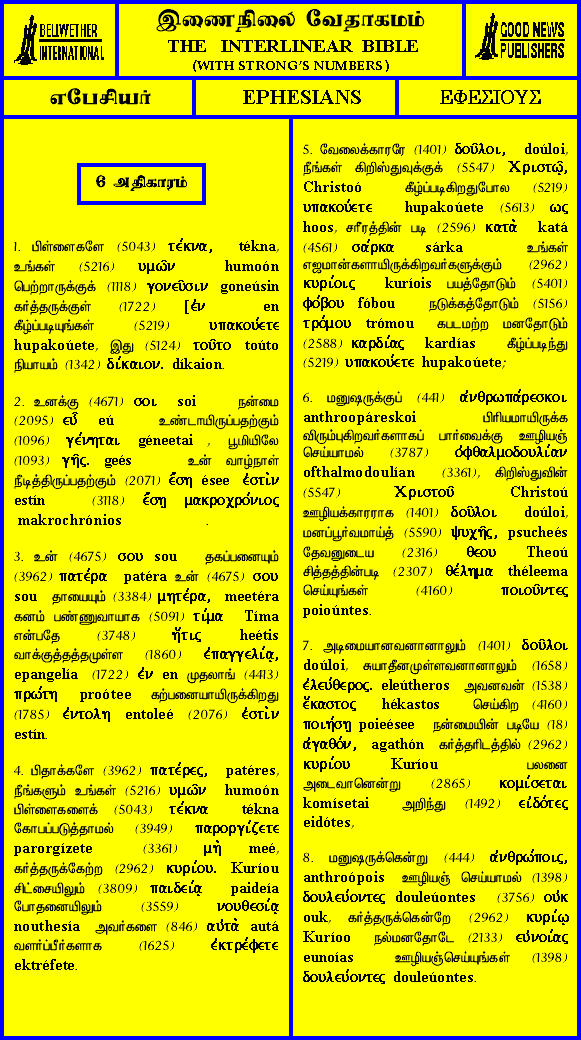 BELLWETHER
INTERNATIONAL
இணைநிலை வேதாகமம்
THE INTERLINEAR BIBLE
(WITH STRONG'S NUMBERS)
GOOD NEWS
PUBLISHERS
எபேசியர்
EPHESIANS
ΕΦΕΣΙΟΥΣ
6 அதிகாரம்
1. பிள்ளைகளே (5043) τέκνα, tékna,
உங்கள் (5216) υμῶν humoón
பெற்றாருக்குக் (1118) γονεῦσιν goneúsin
கர்த்தருக்குள் (1722) [ἐν en
கீழ்ப்படியுங்கள் (5219) υπακούετε
hupakoúete, இது (5124) τοῦτο toúto
நியாயம் (1342) δίκαιον. díkaion.
2. உனக்கு (4671) σοι soi நன்மை
(2095) εὖ eú உண்டாயிருப்பதற்கும்
(1096) γένηται géneetai , பூமியிலே
(1093) γῆς. geés உன் வாழ்நாள்
நீடித்திருப்பதற்கும் (2071) ἔση ésee ἐστὶν
estín (3118) ἔση μακροχρόνιος
makrochrónios .
3. உன் (4675) σου sou தகப்பனையும்
(3962) πατέρα patéra உன் (4675) σου
sou தாயையும் (3384) μητέρα, meetéra
கனம் பண்ணுவாயாக (5091) τίμα Tíma
என்பதே (3748) ἥτις heétis
வாக்குத்தத்தமுள்ள (1860) ἐπαγγελίᾳ,
epangelía (1722) ἐν en முதலாங் (4413)
πρώτη proótee கற்பனையாயிருக்கிறது
(1785) ἐντολη entoleé (2076) ἐστὶν
estín.
4. பிதாக்களே (3962) πατέρες, patéres,
நீங்களும் உங்கள் (5216) υμῶν humoón
பிள்ளைகளைக் (5043) τέκνα tékna
கோபப்படுத்தாமல் (3949) παροργίζετε
parorgízete (3361) μὴ meé,
கர்த்தருக்கேற்ற (2962) κυρίου. Kuríou
சிட்சையிலும் (3809) παιδείᾳ paideía
போதனையிலும் (3559) νουθεσίᾳ
nouthesía அவர்களை (846) αὐτὰ autá
வளர்ப்பீர்களாக (1625) ἐκτρέφετε
ektréfete.
5. வேலைக்காரரே (1401) δοῦλοι, doúloi,
நீங்கள் கிறிஸ்துவுக்குக் (5547) Χριστῷ,
Christoó கீழ்ப்படிகிறதுபோல (5219)
υπακούετε hupakoúete (5613) ως
hoos, சரீரத்தின் படி (2596) κατὰ katá
(4561) σάρκα sárka உங்கள்
எஜமான்களாயிருக்கிறவர்களுக்கும் (2962)
κυρίοις kuríois பயத்தோடும் (5401)
φόβου fóbou நடுக்கத்தோடும் (5156)
τρόμου trómou கபடமற்ற மனதோடும்
(2588) καρδίας kardías கீழ்ப்படிந்து
(5219) υπακούετε hupakoúete;
6. மனுஷருக்குப் (441) ἀνθρωπάρεσκοι
anthroopáreskoi பிரியமாயிருக்க
விரும்புகிறவர்களாகப் பார்வைக்கு ஊழியஞ்
செய்யாமல் (3787) ὀφθαλμοδουλίαν
ofthalmodoulían (3361), கிறிஸ்துவின்
(5547) Χριστοῦ Christoú
ஊழியக்காரராக (1401) δοῦλοι doúloi,
மனப்பூர்வமாய்த் (5590) ψυχῆς, psucheés
தேவனுடைய (2316) θεου Theoú
சித்தத்தின்படி (2307) θέλημα théleema
செய்யுங்கள் (4160) ποιοῦντες
poioúntes.
7. அடிமையானவனானாலும் (1401) δοῦλοι
doúloi, சுயாதீனமுள்ளவனானாலும் (1658)
ἐλεύθερος. eleútheros அவனவன் (1538)
ἕκαστος hékastos செய்கிற (4160)
ποιήσῃ poieésee நன்மையின் படியே (18)
ἀγαθόν, agathón கர்த்தரிடத்தில் (2962)
κυρίου Kuríou பலனை
அடைவானென்று (2865) κομίσεται
komísetai அறிந்து (1492) εἰδότες
eidótes,
8. மனுஷருக்கென்று (444) ἀνθρώποις,
anthroópois ஊழியஞ் செய்யாமல் (1398)
δουλεύοντες douleúontes (3756) οὐκ
ouk, கர்த்தருக்கென்றே (2962) κυρίῳ
Kuríoo நல்மனதோடே (2133) εὐνοίας
eunoías ஊழியஞ்செய்யுங்கள் (1398)
δουλεύοντες douleúontes.